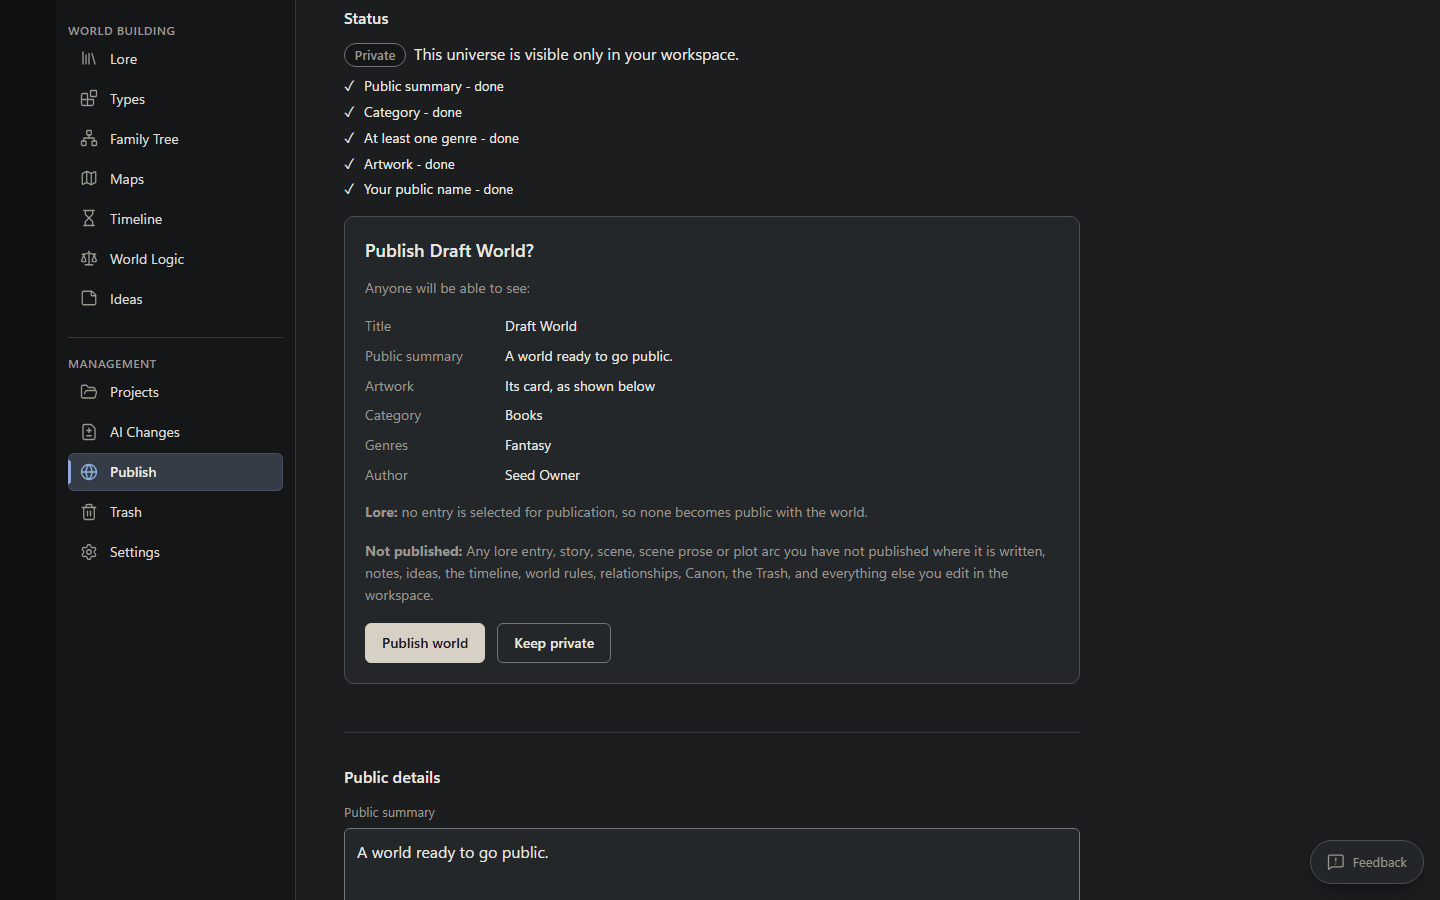 WORLD BUILDING
Lore
Types
Family Tree
Maps
Timeline
World Logic
Ideas
MANAGEMENT
Projects
AI Changes
Publish
Trash
Settings
Status
Private This universe is visible only in your workspace.
✓ Public summary - done
✓ Category - done
✓ At least one genre - done
✓ Artwork - done
✓ Your public name - done
Publish Draft World?
Anyone will be able to see:
Title Draft World
Public summary A world ready to go public.
Artwork Its card, as shown below
Category Books
Genres Fantasy
Author Seed Owner
Lore: no entry is selected for publication, so none becomes public with the world.
Not published: Any lore entry, story, scene, scene prose or plot arc you have not published where it is written,
notes, ideas, the timeline, world rules, relationships, Canon, the Trash, and everything else you edit in the
workspace.
Publish world Keep private
Public details
Public summary
A world ready to go public.
Feedback